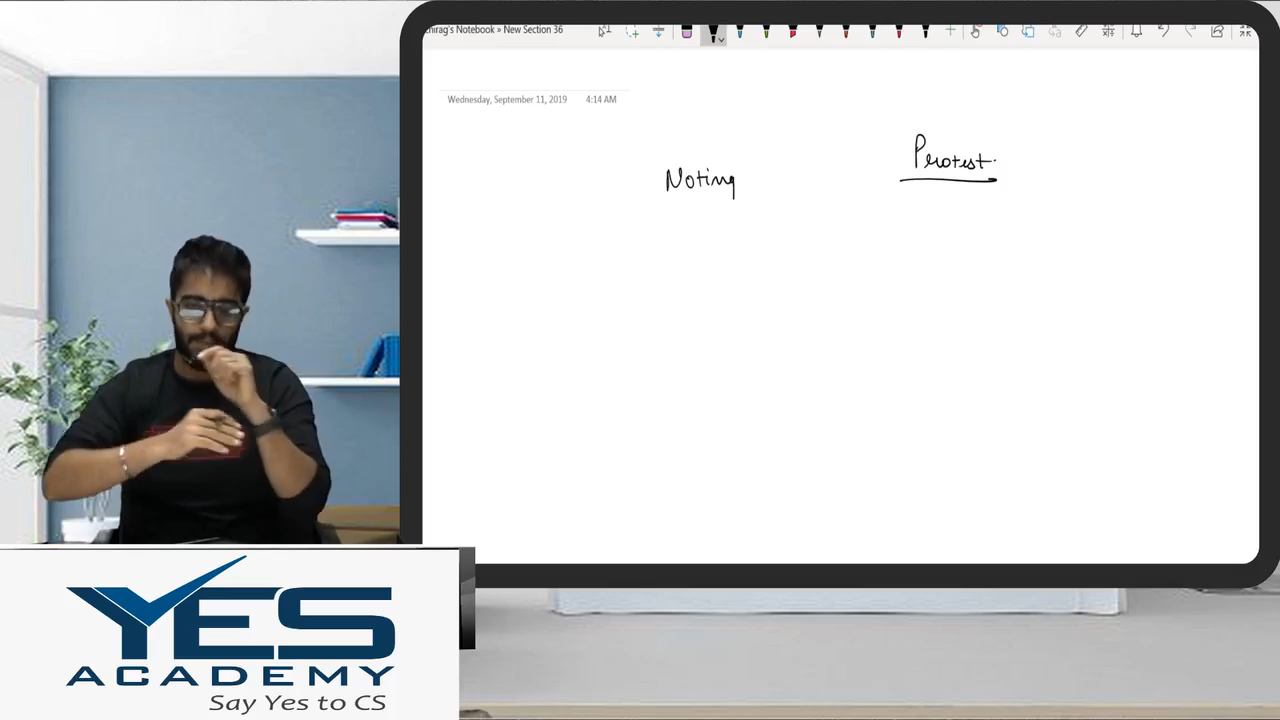 chirag's Notebook » New Section 36
Wednesday, September 11, 2019 4:14 AM
Protest.
Noting
YES
ACADEMY
Say Yes to CS